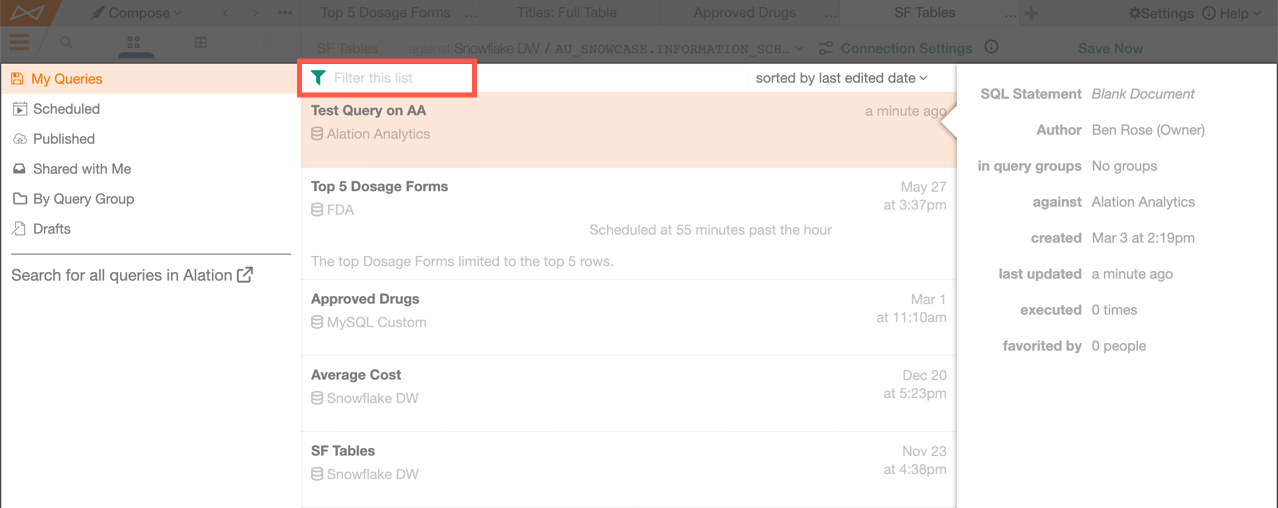 Compose
Top 5 Dosage Forms ...
Titles: Full Table
Approved Drugs ...
SF Tables ...
Settings
Help
SF Tables against Snowflake DW / AU_SNOWCASE.INFORMATION_SCH…
Connection Settings
Save Now
My Queries
Scheduled
Published
Shared with Me
By Query Group
Drafts
Search for all queries in Alation
Filter this list
sorted by last edited date
Test Query on AA
a minute ago
Alation Analytics
Top 5 Dosage Forms
May 27
at 3:37pm
FDA
Scheduled at 55 minutes past the hour
The top Dosage Forms limited to the top 5 rows.
Approved Drugs
Mar 1
at 11:10am
MySQL Custom
Average Cost
Dec 20
at 5:23pm
Snowflake DW
SF Tables
Nov 23
at 4:38pm
Snowflake DW
SQL Statement Blank Document
Author Ben Rose (Owner)
in query groups No groups
against Alation Analytics
created Mar 3 at 2:19pm
last updated a minute ago
executed 0 times
favorited by 0 people